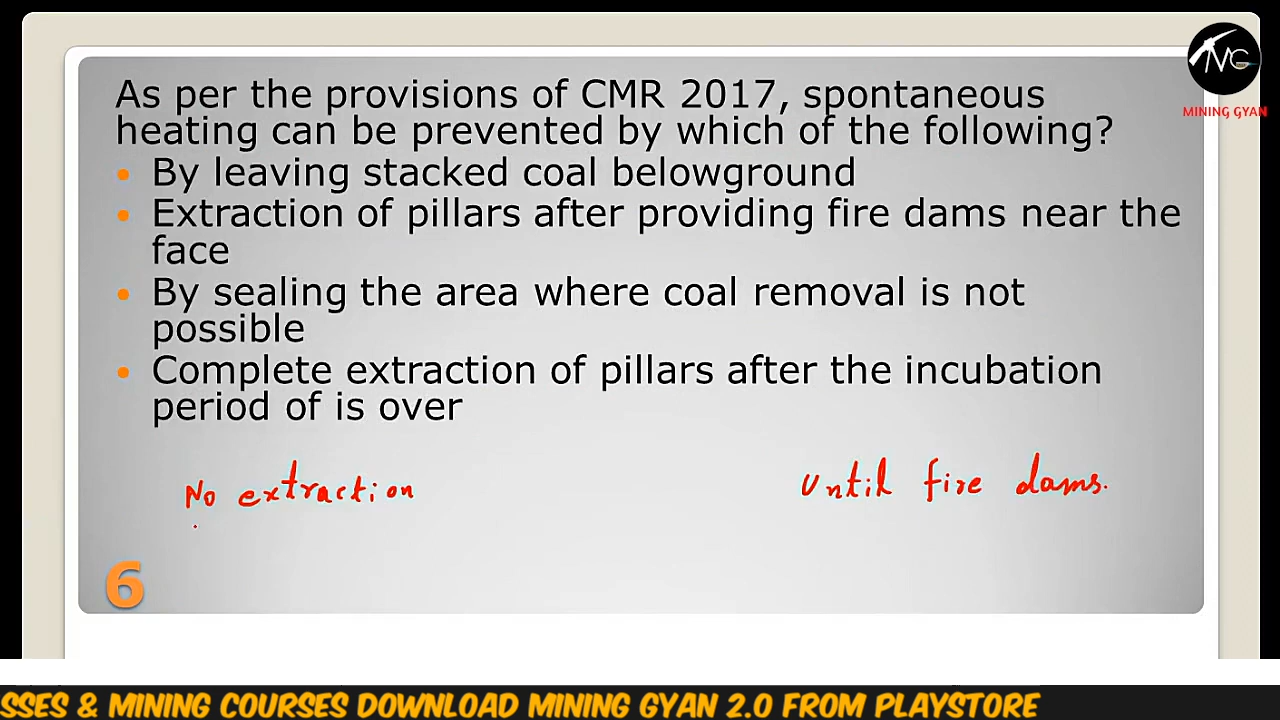 As per the provisions of CMR 2017, spontaneous
heating can be prevented by which of the following?
• By leaving stacked coal belowground
• Extraction of pillars after providing fire dams near the
face
• By sealing the area where coal removal is not
possible
• Complete extraction of pillars after the incubation
period of is over
No extraction until fire dams.
6
MG
MINING GYAN
SSES & MINING COURSES DOWNLOAD MINING GYAN 2.0 FROM PLAYSTORE